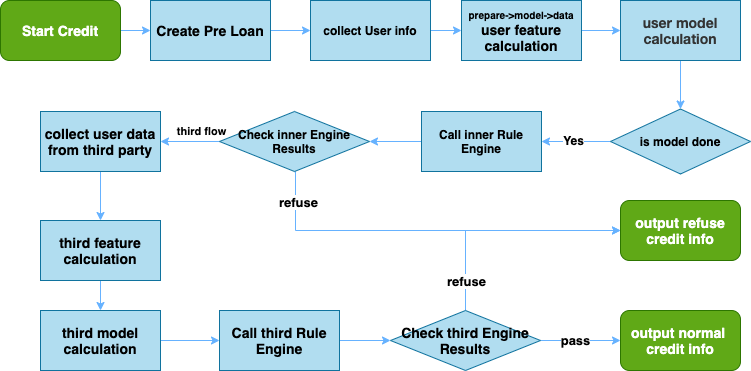 Start Credit
Create Pre Loan
collect User info
prepare->model->data
user feature
calculation
user model
calculation
is model done
Yes
Call inner Rule
Engine
Check inner Engine
Results
third flow
collect user data
from third party
refuse
third feature
calculation
output refuse
credit info
refuse
third model
calculation
Call third Rule
Engine
Check third Engine
Results
pass
output normal
credit info